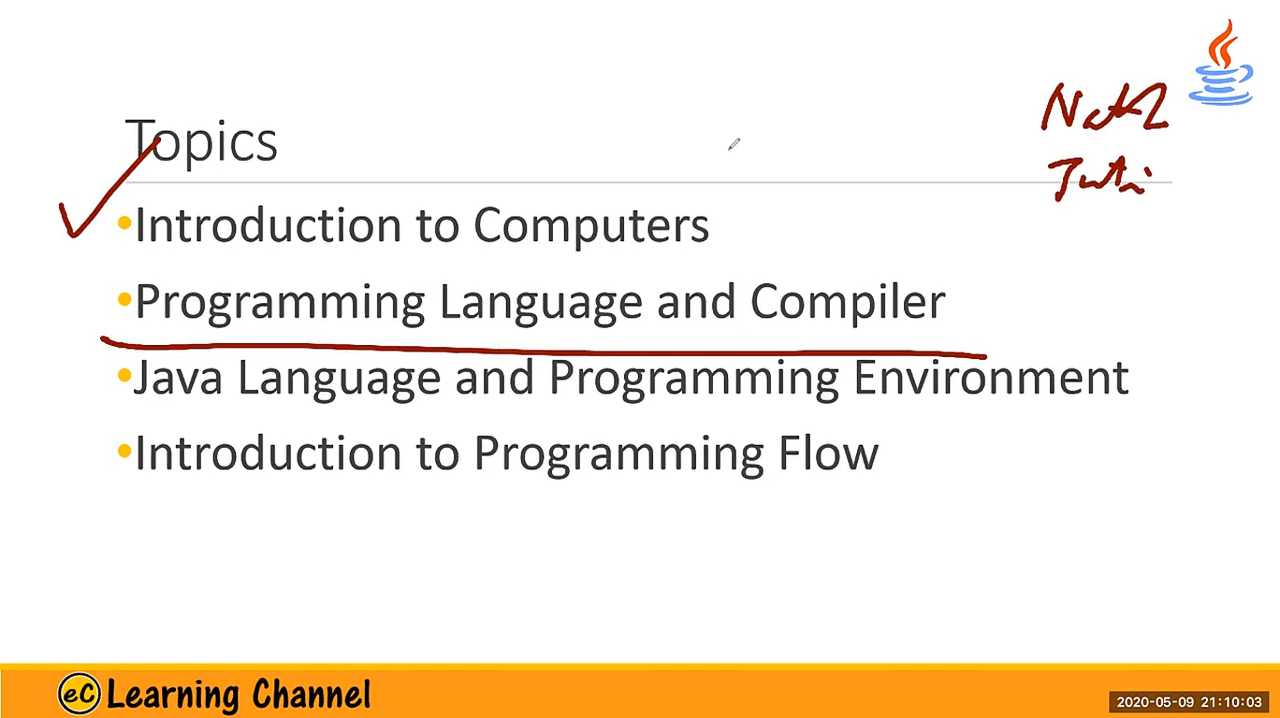 Topics
•Introduction to Computers
•Programming Language and Compiler
•Java Language and Programming Environment
•Introduction to Programming Flow
eC Learning Channel
2020-05-09 21:10:03